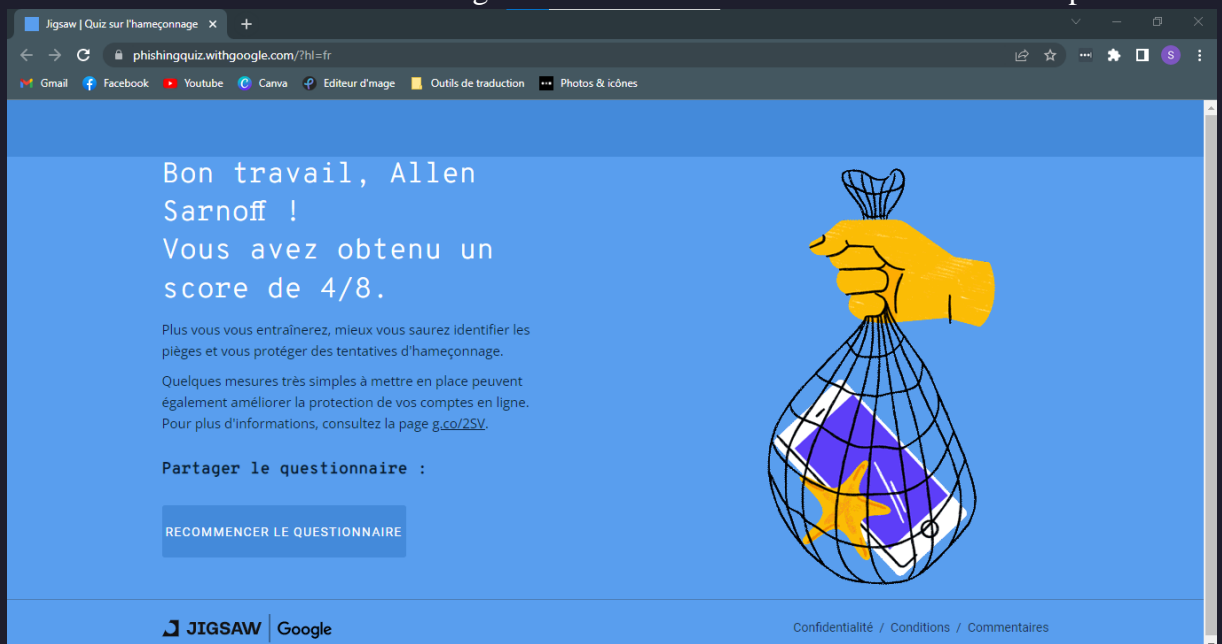 Jigsaw | Quiz sur l'hameçonnage
phishingquiz.withgoogle.com/?hl=fr
S
Gmail Facebook Youtube Canva Editeur d'mage Outils de traduction Photos & icônes
Bon travail, Allen
Sarnoff !
Vous avez obtenu un
score de 4/8.
Plus vous vous entraînerez, mieux vous saurez identifier les
pièges et vous protéger des tentatives d'hameçonnage.
Quelques mesures très simples à mettre en place peuvent
également améliorer la protection de vos comptes en ligne.
Pour plus d'informations, consultez la page g.co/2SV.
Partager le questionnaire :
RECOMMENCER LE QUESTIONNAIRE
JIGSAW Google
Confidentialité / Conditions / Commentaires